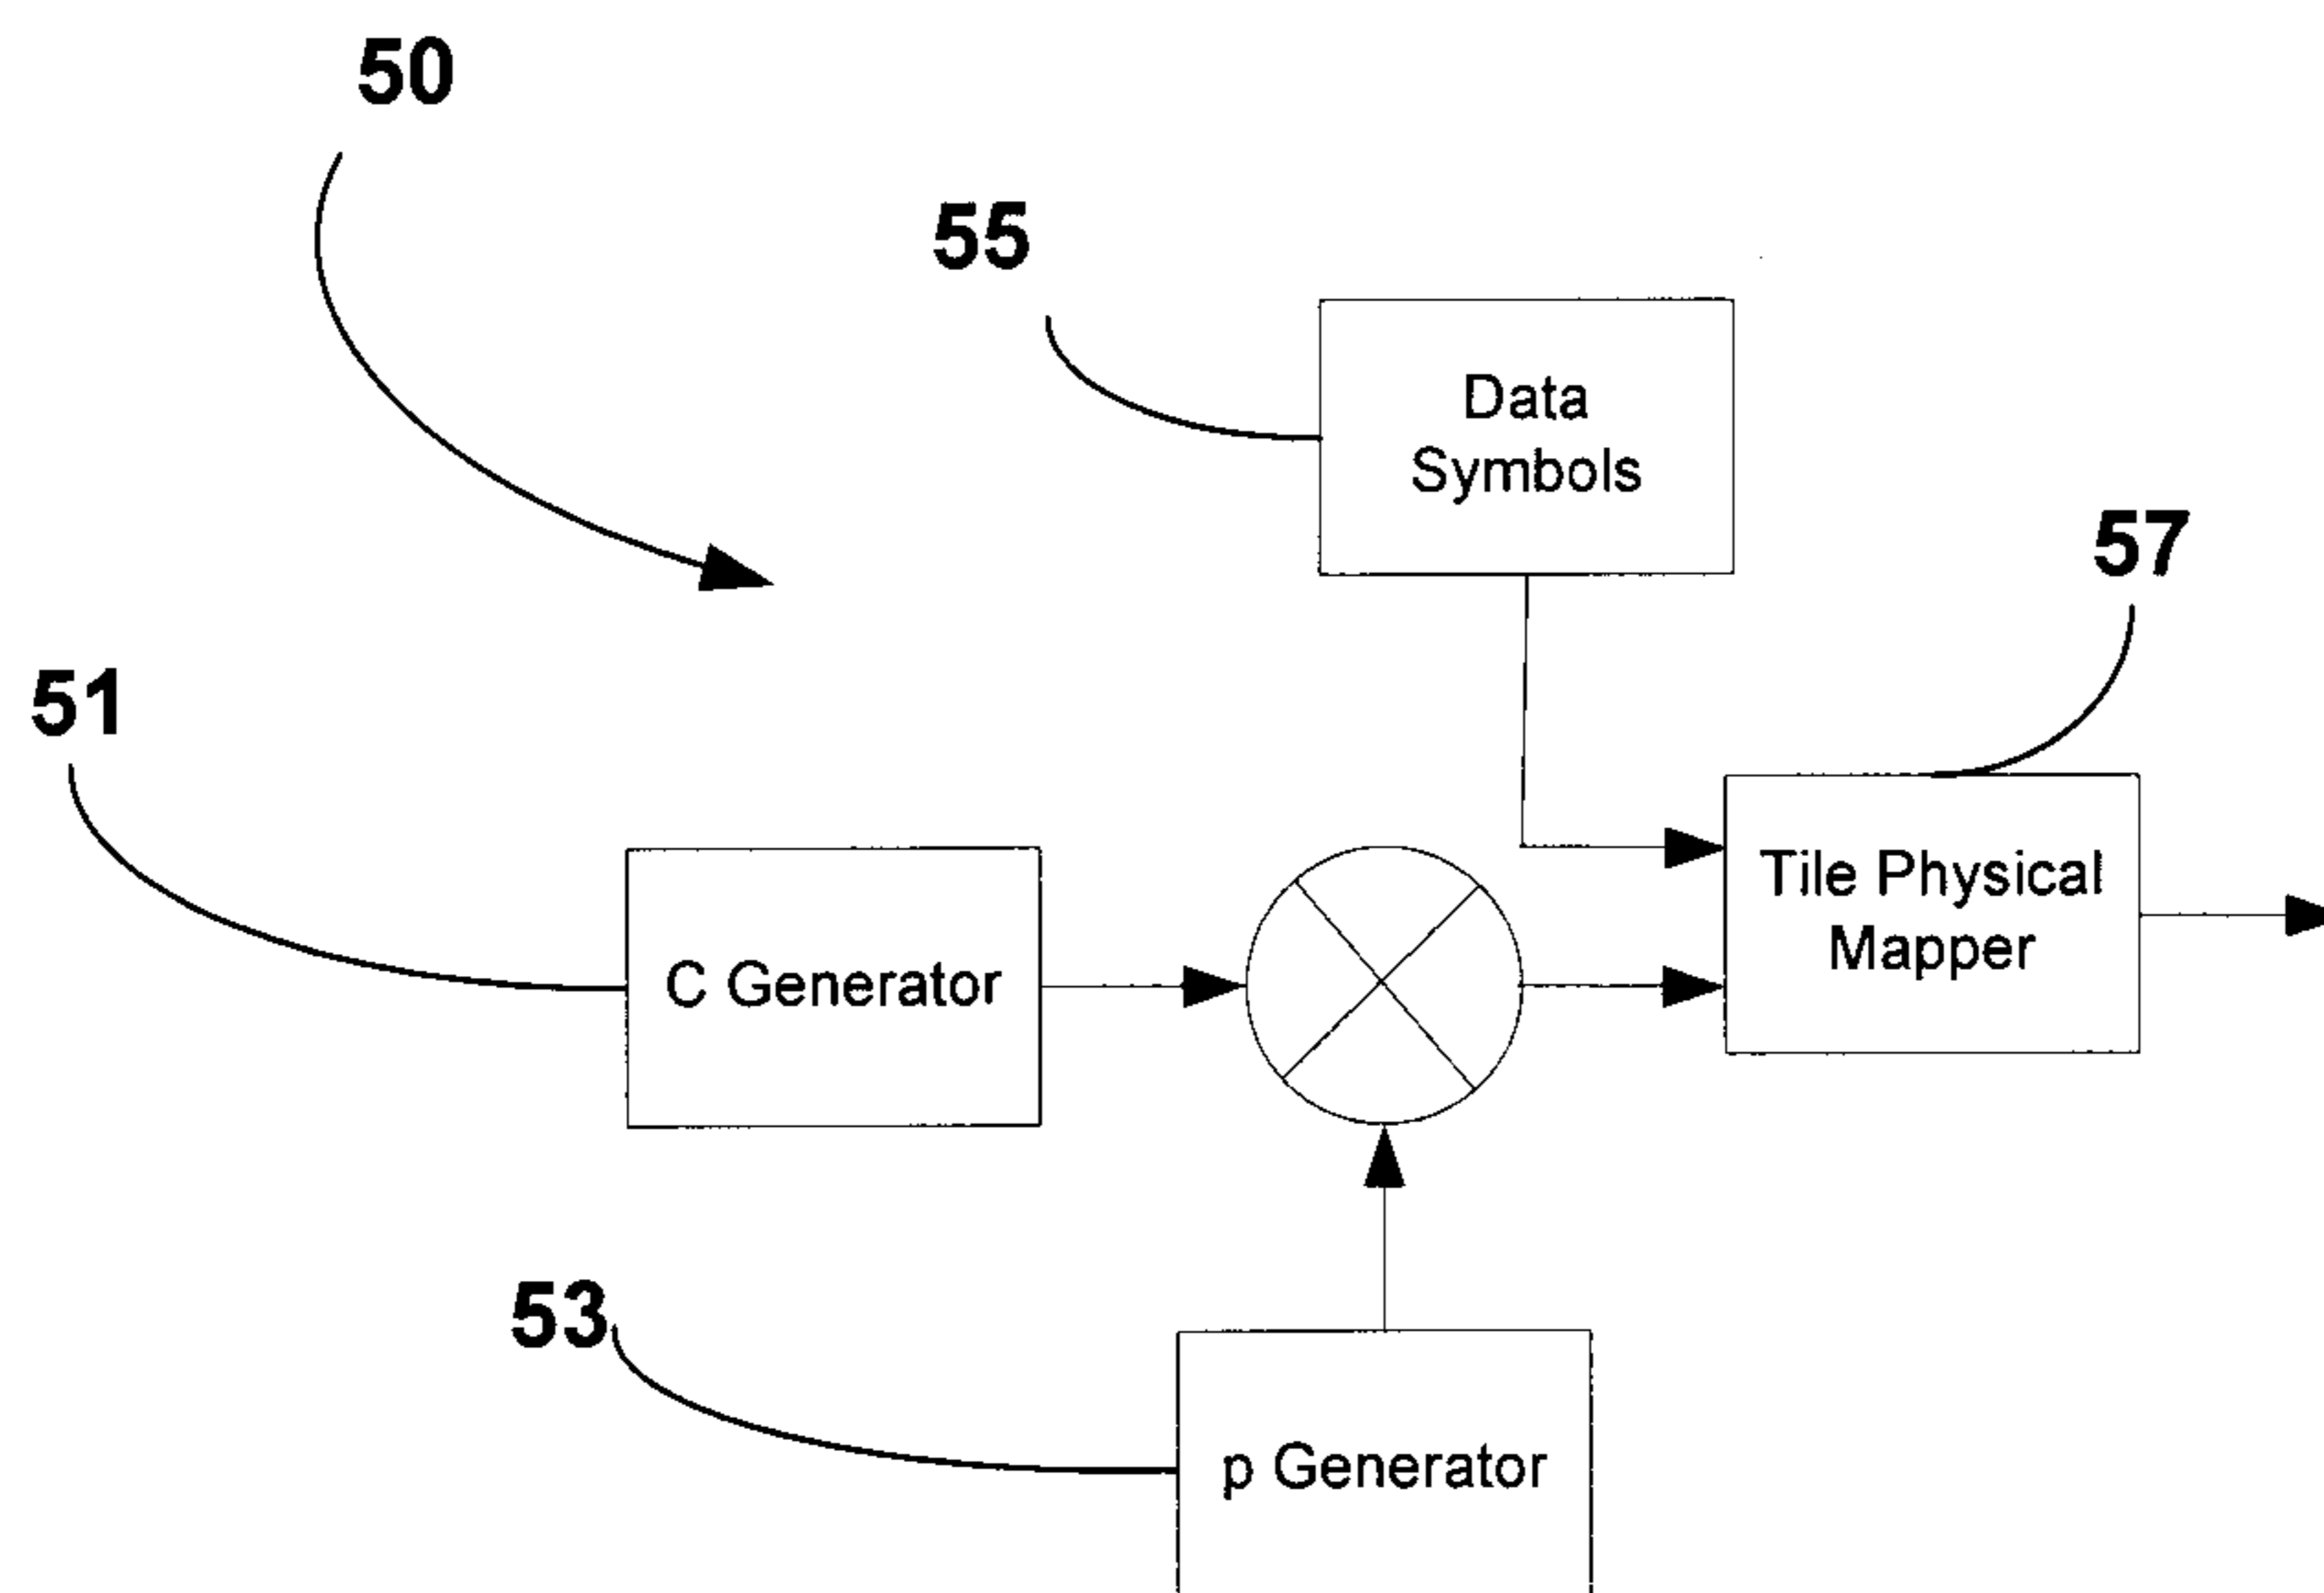 50
55
Data
Symbols
57
51
Tile Physical
Mapper
C Generator
53
p Generator